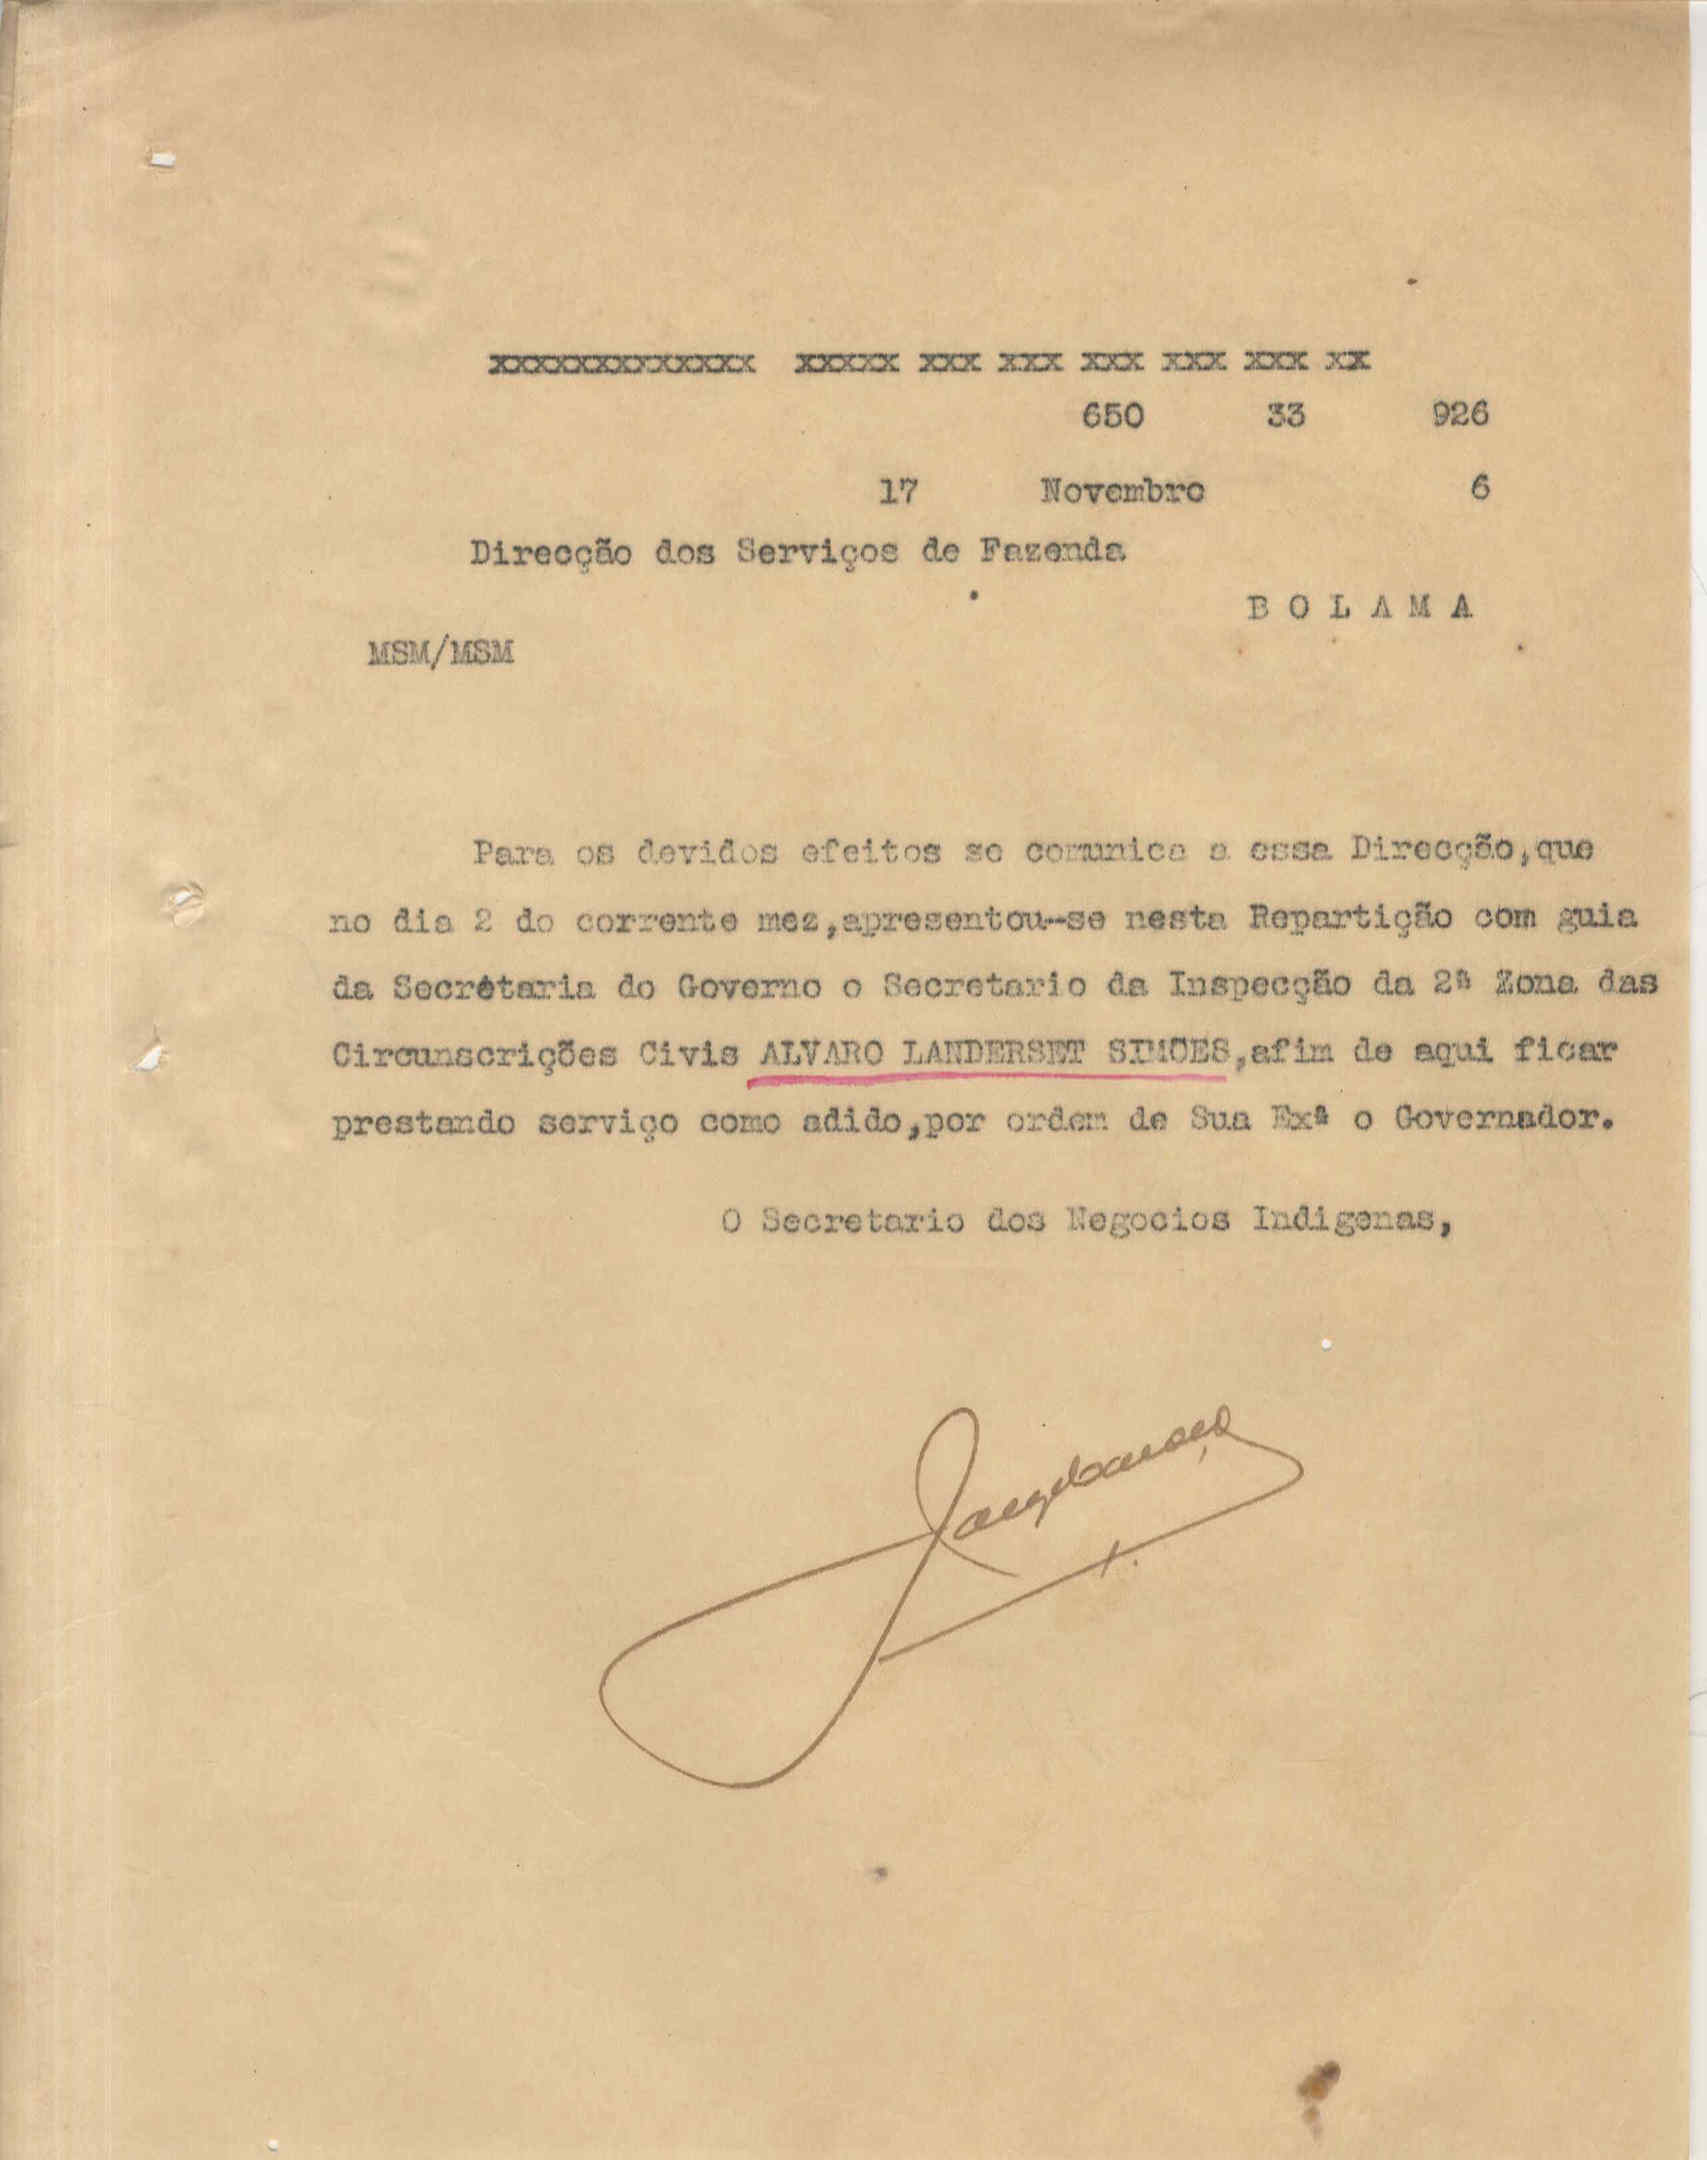 xxxxxxxxxxxxx xxxxx xxx xxx xxx xxx xxx xx
650 33 926
17 Novembro 6
Direcção dos Serviços de Fazenda
B O L A M A
MSM/MSM
Para os devidos efeitos se comunica a essa Direcção,que
no dia 2 do corrente mez,apresentou-se nesta Repartição com guia
da Secretaria do Governo o Secretario da Inspecção da 2ª Zona das
Circunscrições Civis ALVARO LANDERSET SIMOES,afim de aqui ficar
prestando serviço como adido,por ordem de Sua Exª o Governador.
O Secretario dos Negocios Indigenas,